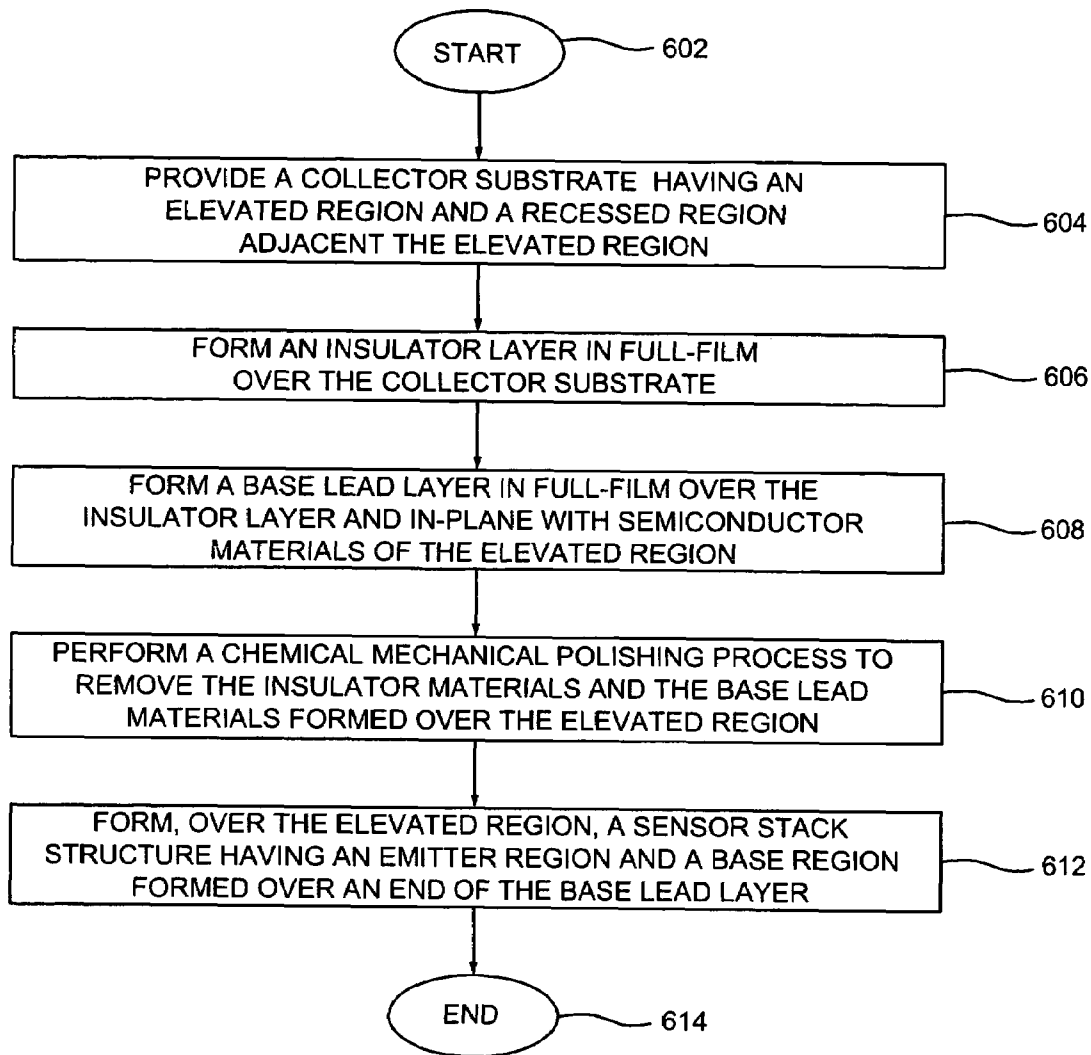 START
602
PROVIDE A COLLECTOR SUBSTRATE HAVING AN
ELEVATED REGION AND A RECESSED REGION
ADJACENT THE ELEVATED REGION
604
FORM AN INSULATOR LAYER IN FULL-FILM
OVER THE COLLECTOR SUBSTRATE
606
FORM A BASE LEAD LAYER IN FULL-FILM OVER THE
INSULATOR LAYER AND IN-PLANE WITH SEMICONDUCTOR
MATERIALS OF THE ELEVATED REGION
608
PERFORM A CHEMICAL MECHANICAL POLISHING PROCESS TO
REMOVE THE INSULATOR MATERIALS AND THE BASE LEAD
MATERIALS FORMED OVER THE ELEVATED REGION
610
FORM, OVER THE ELEVATED REGION, A SENSOR STACK
STRUCTURE HAVING AN EMITTER REGION AND A BASE REGION
FORMED OVER AN END OF THE BASE LEAD LAYER
612
END
614